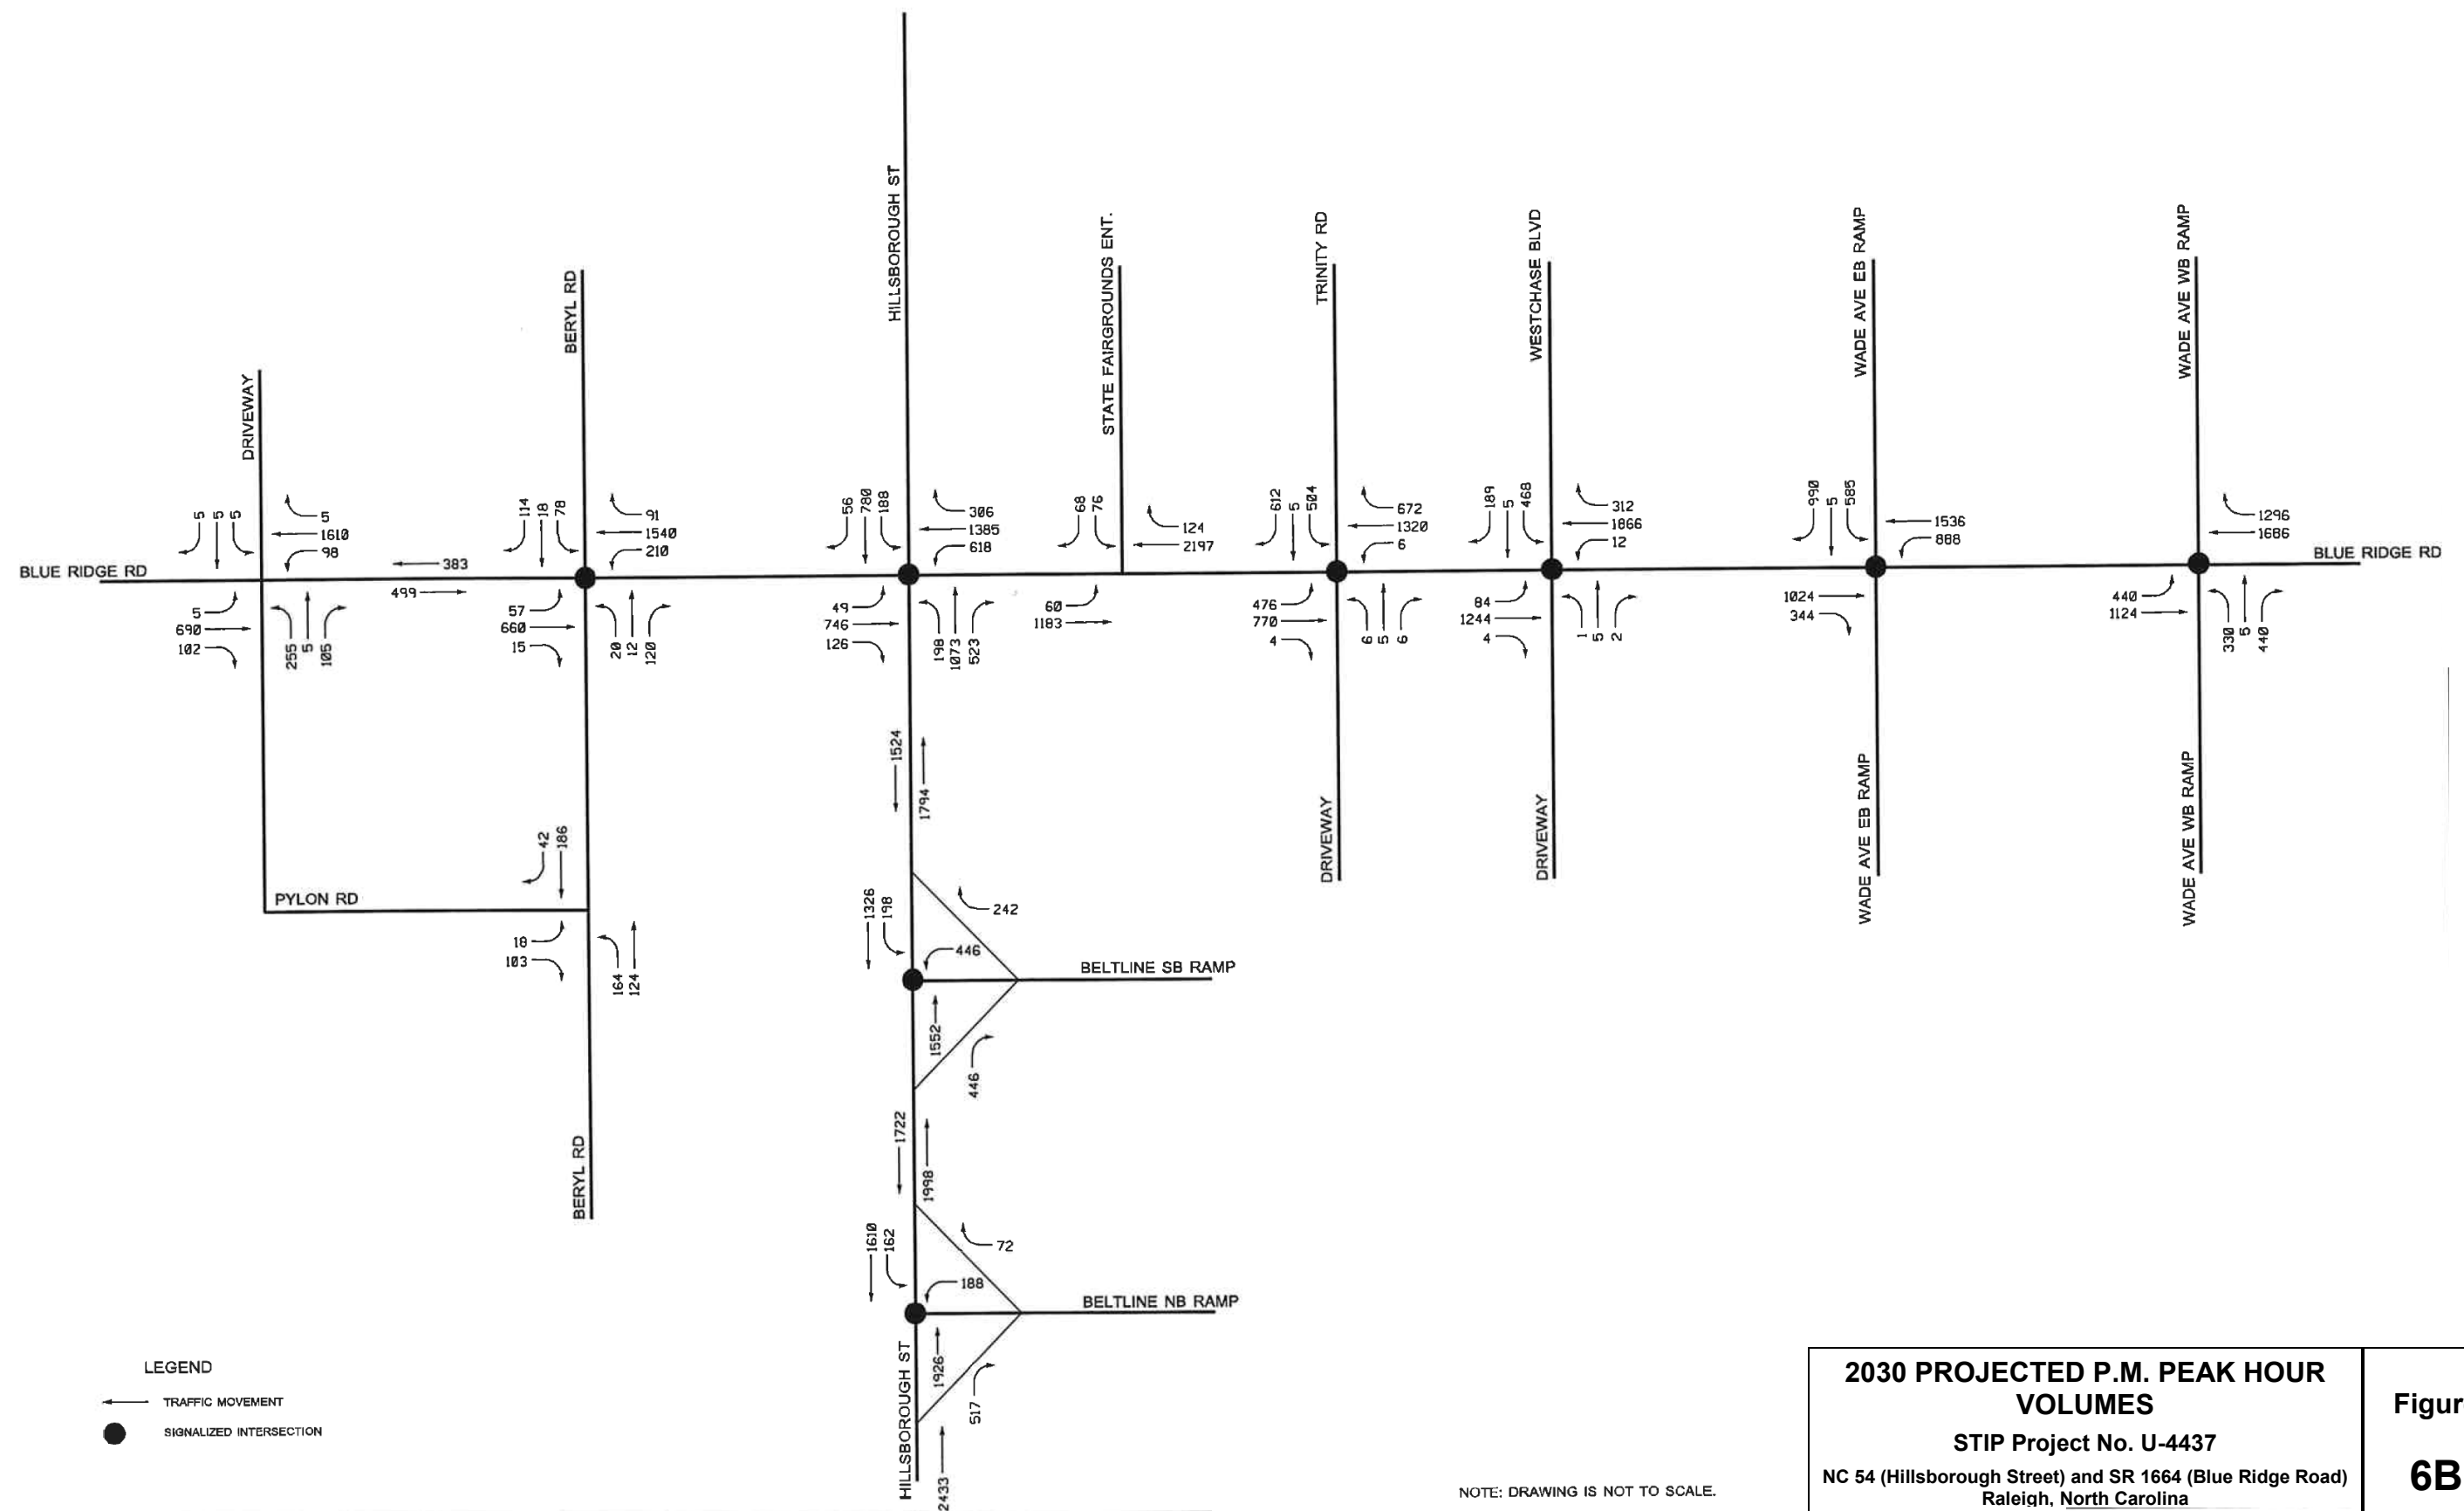 HILLSBOROUGH ST
STATE FAIRGROUNDS ENT.
TRINITY RD
WESTCHASE BLVD
WADE AVE EB RAMP
WADE AVE WB RAMP
BERYL RD
DRIVEWAY
5 5 5
5
1610
98
383
114 18 78
91
1540
210
56 780 188
306
1385
618
68 76
124
2197
612 5 504
672
1320
6
189 5 468
312
1866
12
990 5 585
1536
888
1296
1686
BLUE RIDGE RD
BLUE RIDGE RD
5
690
102
255 5 105
499
57
660
15
20 12 120
49
746
126
198 1073 523
60
1183
476
770
4
6 5 6
84
1244
4
1 5 2
1024
344
440
1124
330 5 440
1524
1794
DRIVEWAY
DRIVEWAY
WADE AVE EB RAMP
WADE AVE WB RAMP
42 186
PYLON RD
18
103
164 124
1326 198
242
446
BELTLINE SB RAMP
1552
446
BERYL RD
1722
1998
1610 162
72
188
BELTLINE NB RAMP
1926
517
HILLSBOROUGH ST
2433
LEGEND
TRAFFIC MOVEMENT
SIGNALIZED INTERSECTION
NOTE: DRAWING IS NOT TO SCALE.
2030 PROJECTED P.M. PEAK HOUR
VOLUMES
STIP Project No. U-4437
NC 54 (Hillsborough Street) and SR 1664 (Blue Ridge Road)
Raleigh, North Carolina
Figur
6B